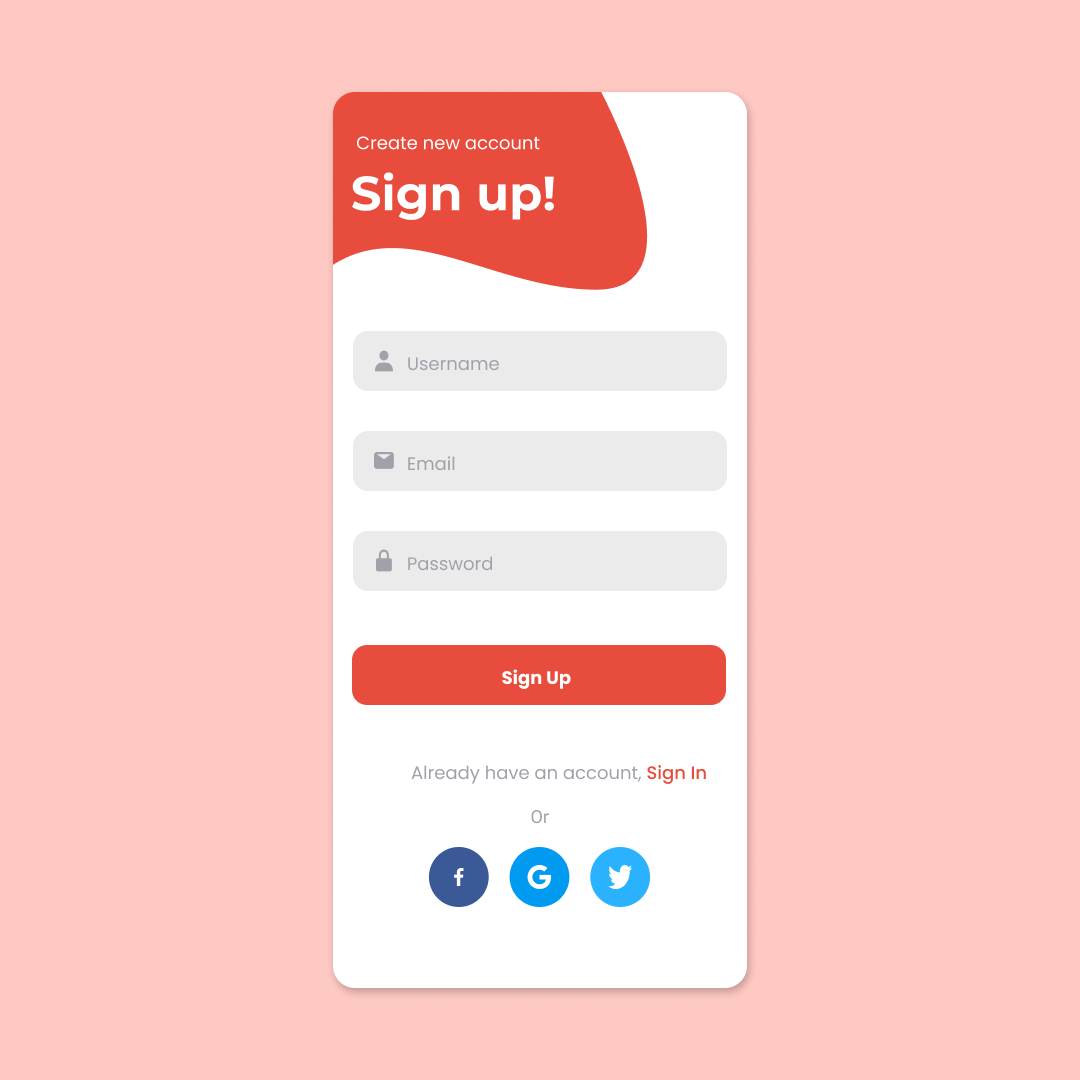 Create new account
Sign up!
Username
Email
Password
Sign Up
Already have an account, Sign In
Or
f
G